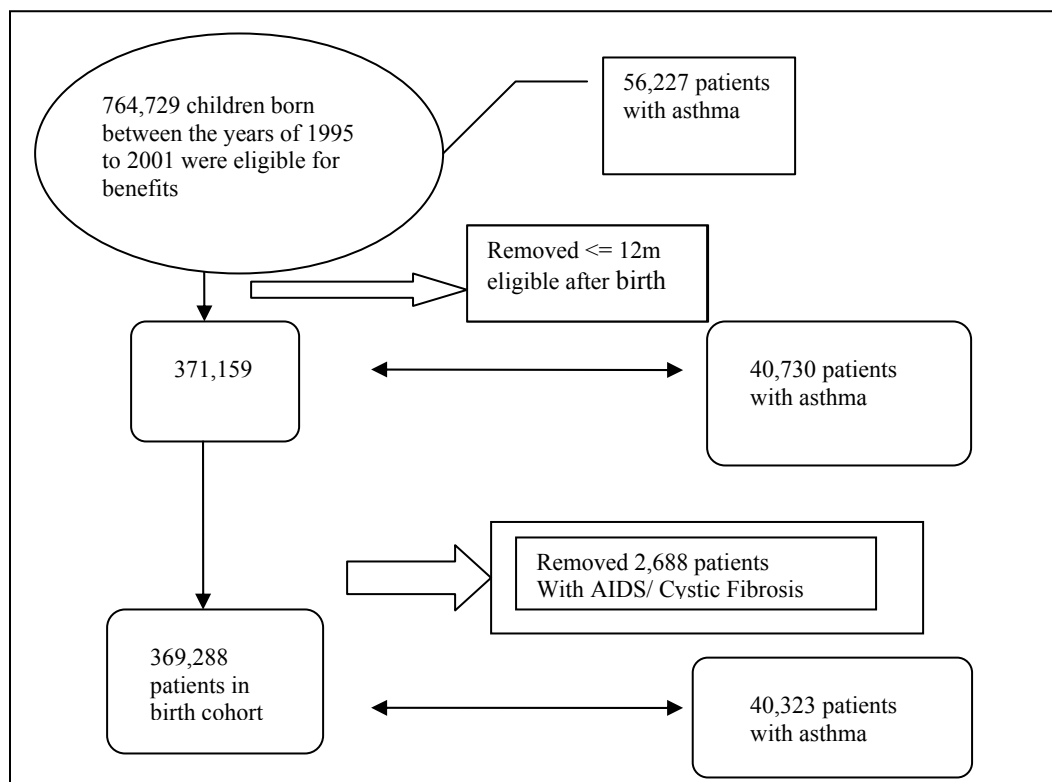 764,729 children born
between the years of 1995
to 2001 were eligible for
benefits
56,227 patients
with asthma
Removed <= 12m
eligible after birth
371,159
40,730 patients
with asthma
Removed 2,688 patients
With AIDS/ Cystic Fibrosis
369,288
patients in
birth cohort
40,323 patients
with asthma